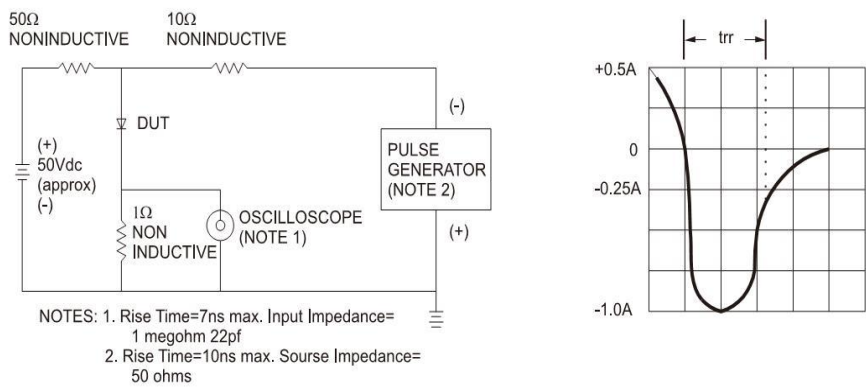 50Ω
NONINDUCTIVE
10Ω
NONINDUCTIVE
DUT
(+)
50Vdc
(approx)
(-)
1Ω
NON
INDUCTIVE
OSCILLOSCOPE
(NOTE 1)
(-)
PULSE
GENERATOR
(NOTE 2)
(+)
NOTES: 1. Rise Time=7ns max. Input Impedance=
1 megohm 22pf
2. Rise Time=10ns max. Sourse Impedance=
50 ohms
trr
+0.5A
0
-0.25A
-1.0A